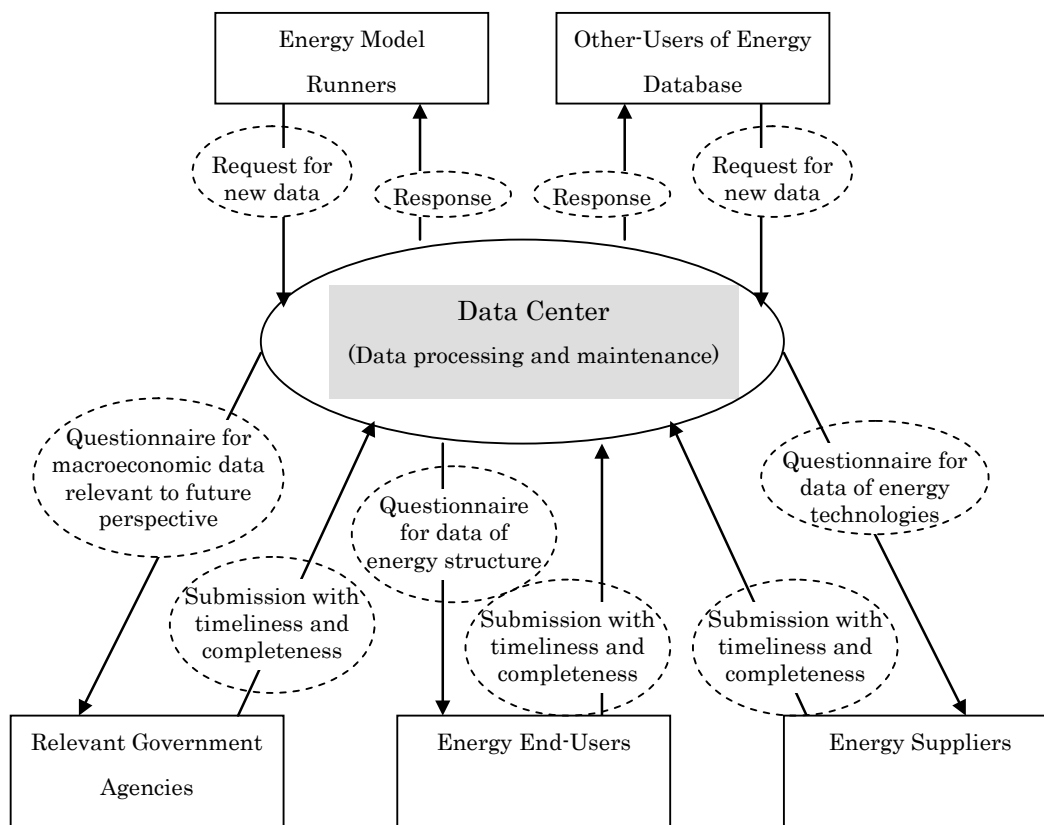 Energy Model
Runners
Other-Users of Energy
Database
Request for
new data
Response
Response
Request for
new data
Data Center
(Data processing and maintenance)
Questionnaire for
macroeconomic data
relevant to future
perspective
Questionnaire
for data of
energy structure
Questionnaire for
data of energy
technologies
Submission with
timeliness and
completeness
Submission with
timeliness and
completeness
Submission with
timeliness and
completeness
Relevant Government
Agencies
Energy End-Users
Energy Suppliers